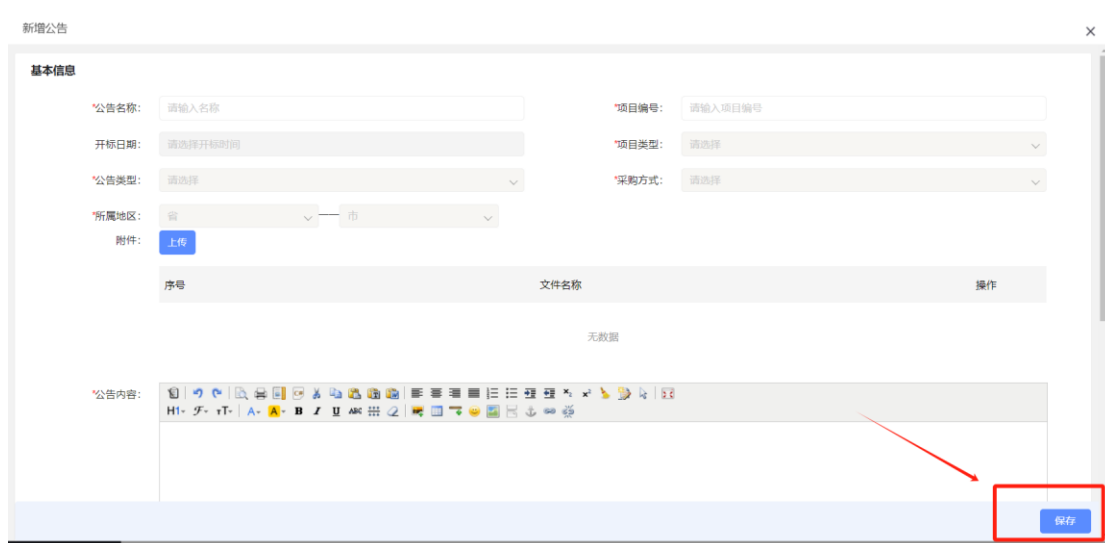 新增公告
基本信息
*公告名称: 请输入名称 *项目编号: 请输入项目编号
开标日期: 请选择开标时间 *项目类型: 请选择
*公告类型: 请选择 *采购方式: 请选择
*所属地区: 省 —— 市
附件: 上传
序号 文件名称 操作
无数据
*公告内容:
H1 F тT A A B I U ABC
保存